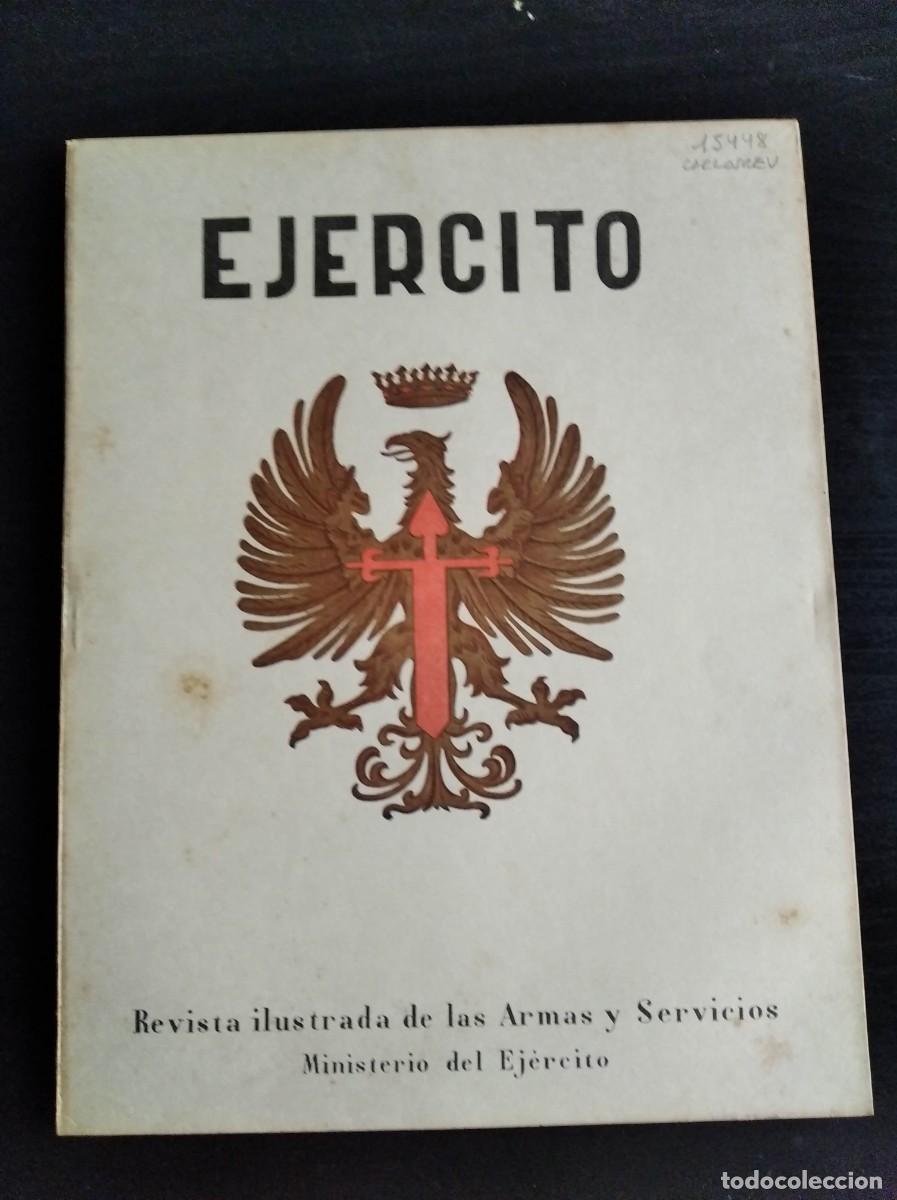 15448
EJERCITO
Revista ilustrada de las Armas y Servicios
Ministerio del Ejército
todocoleccion